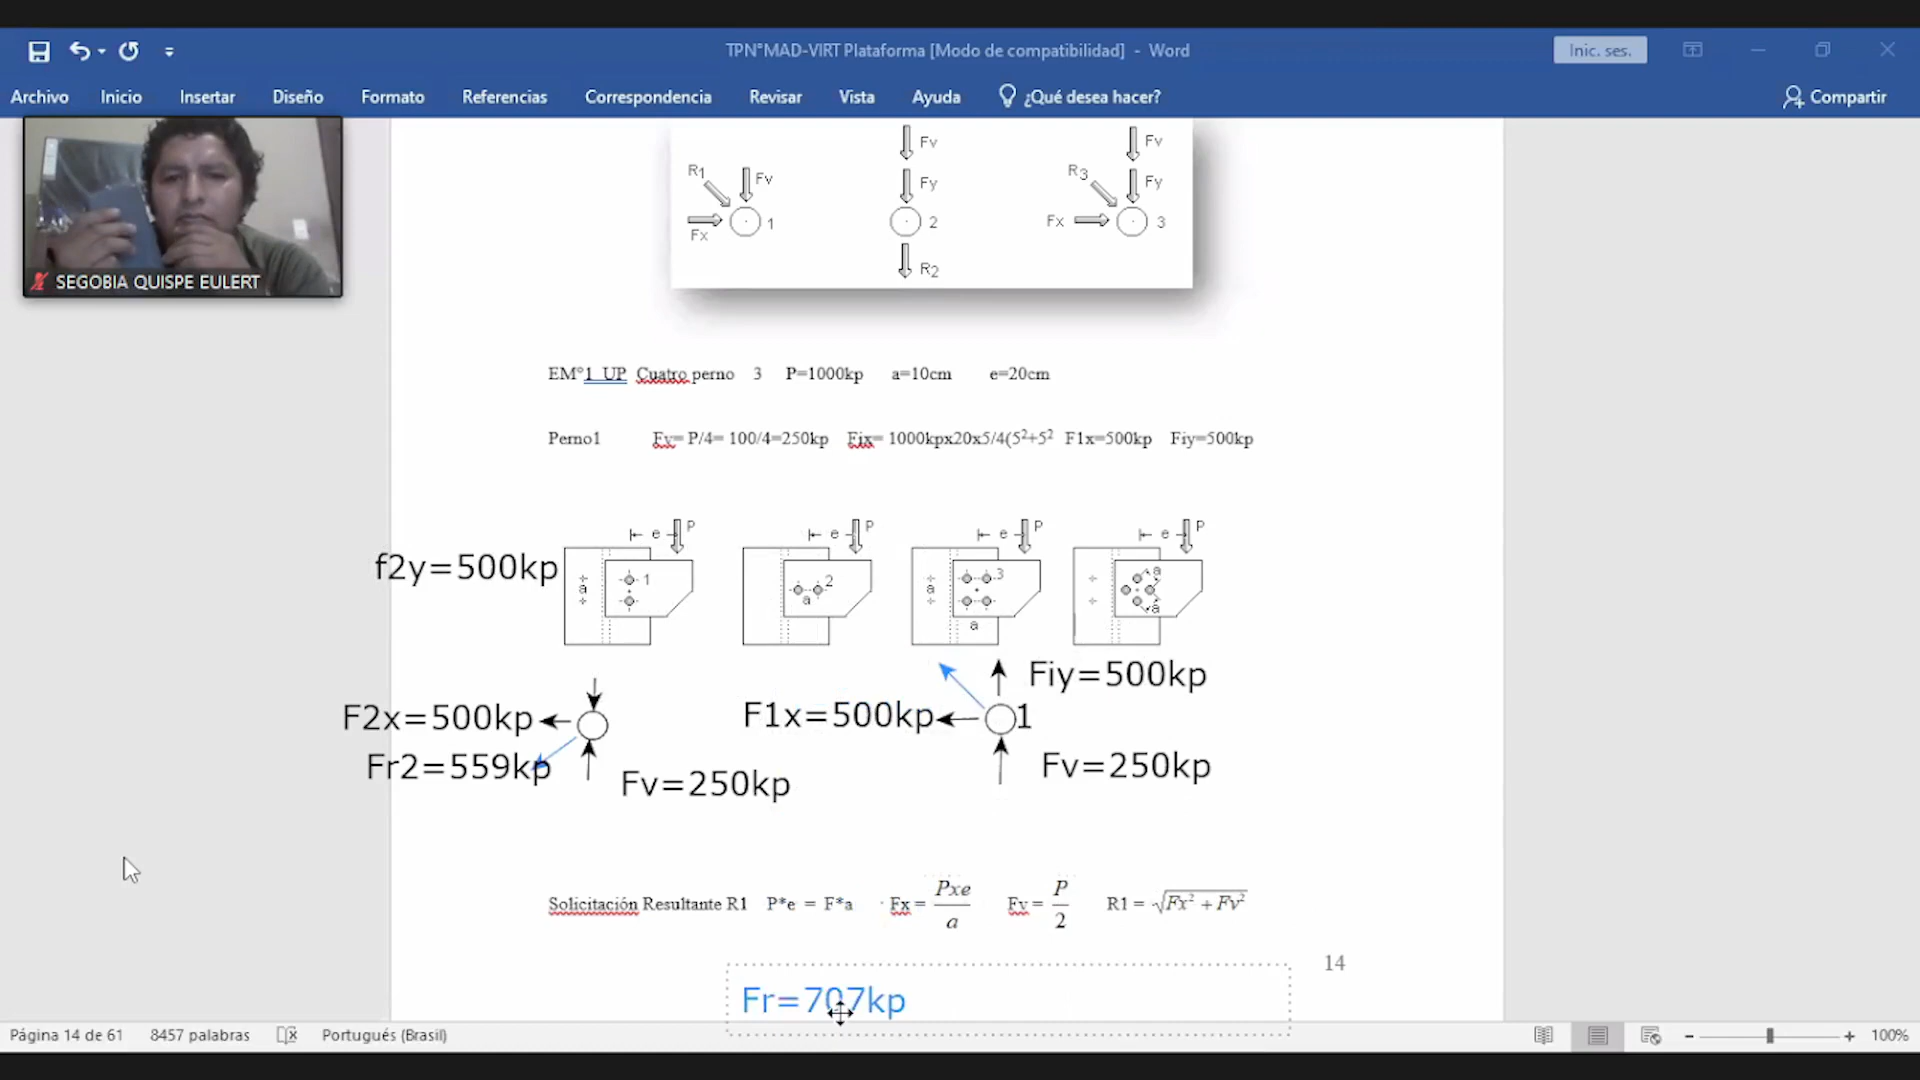 TPN°MAD-VIRT Plataforma [Modo de compatibilidad] - Word
Inic. ses.
Archivo Inicio Insertar Diseño Formato Referencias Correspondencia Revisar Vista Ayuda ¿Qué desea hacer? Compartir
SEGOBIA QUISPE EULERT
R1 Fv Fx 1
Fv Fy 2 R2
Fv R3 Fy Fx 3
EM°1 UP Cuatro perno 3 P=1000kp a=10cm e=20cm
Perno1 Fv= P/4= 100/4=250kp Fix= 1000kpx20x5/4(5²+5² F1x=500kp Fiy=500kp
e P e P e P e P
f2y=500kp a 1 a 2 a 3 a a a
Fiy=500kp
F2x=500kp F1x=500kp 1
Fr2=559kp Fv=250kp Fv=250kp
Solicitación Resultante R1 P*e = F*a Fx = Pxe/a Fv = P/2 R1 = √Fx² + Fv²
14
Fr=707kp
Página 14 de 61 8457 palabras Portugués (Brasil) 100%